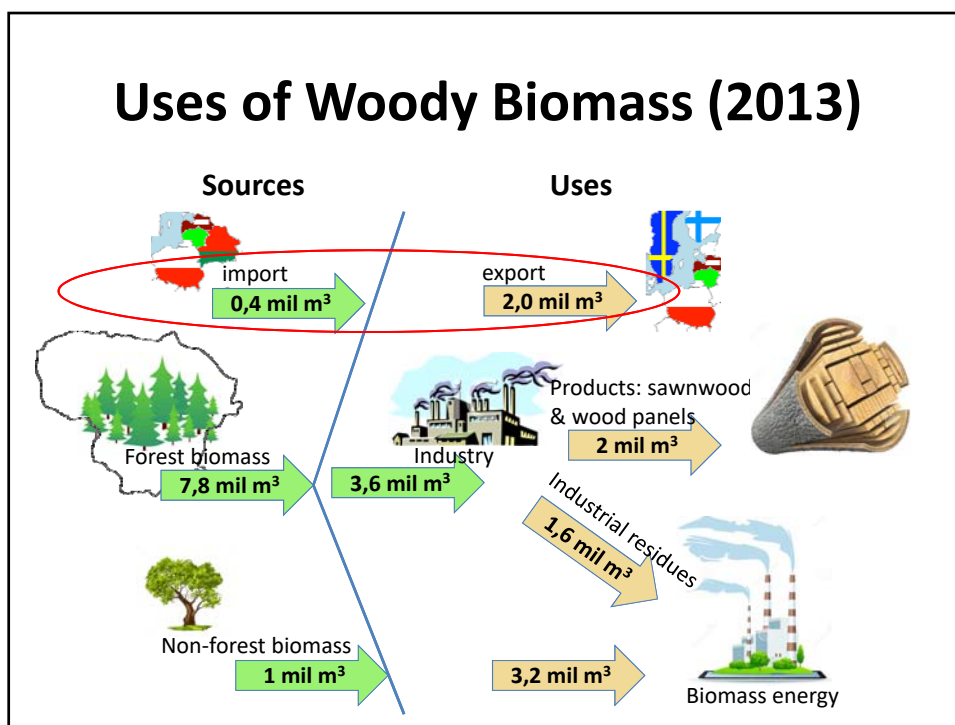 Uses of Woody Biomass (2013)
Sources
Uses
import
0,4 mil m³
export
2,0 mil m³
Products: sawnwood
& wood panels
2 mil m³
Forest biomass
7,8 mil m³
Industry
3,6 mil m³
Industrial residues
1,6 mil m³
Non-forest biomass
1 mil m³
3,2 mil m³
Biomass energy